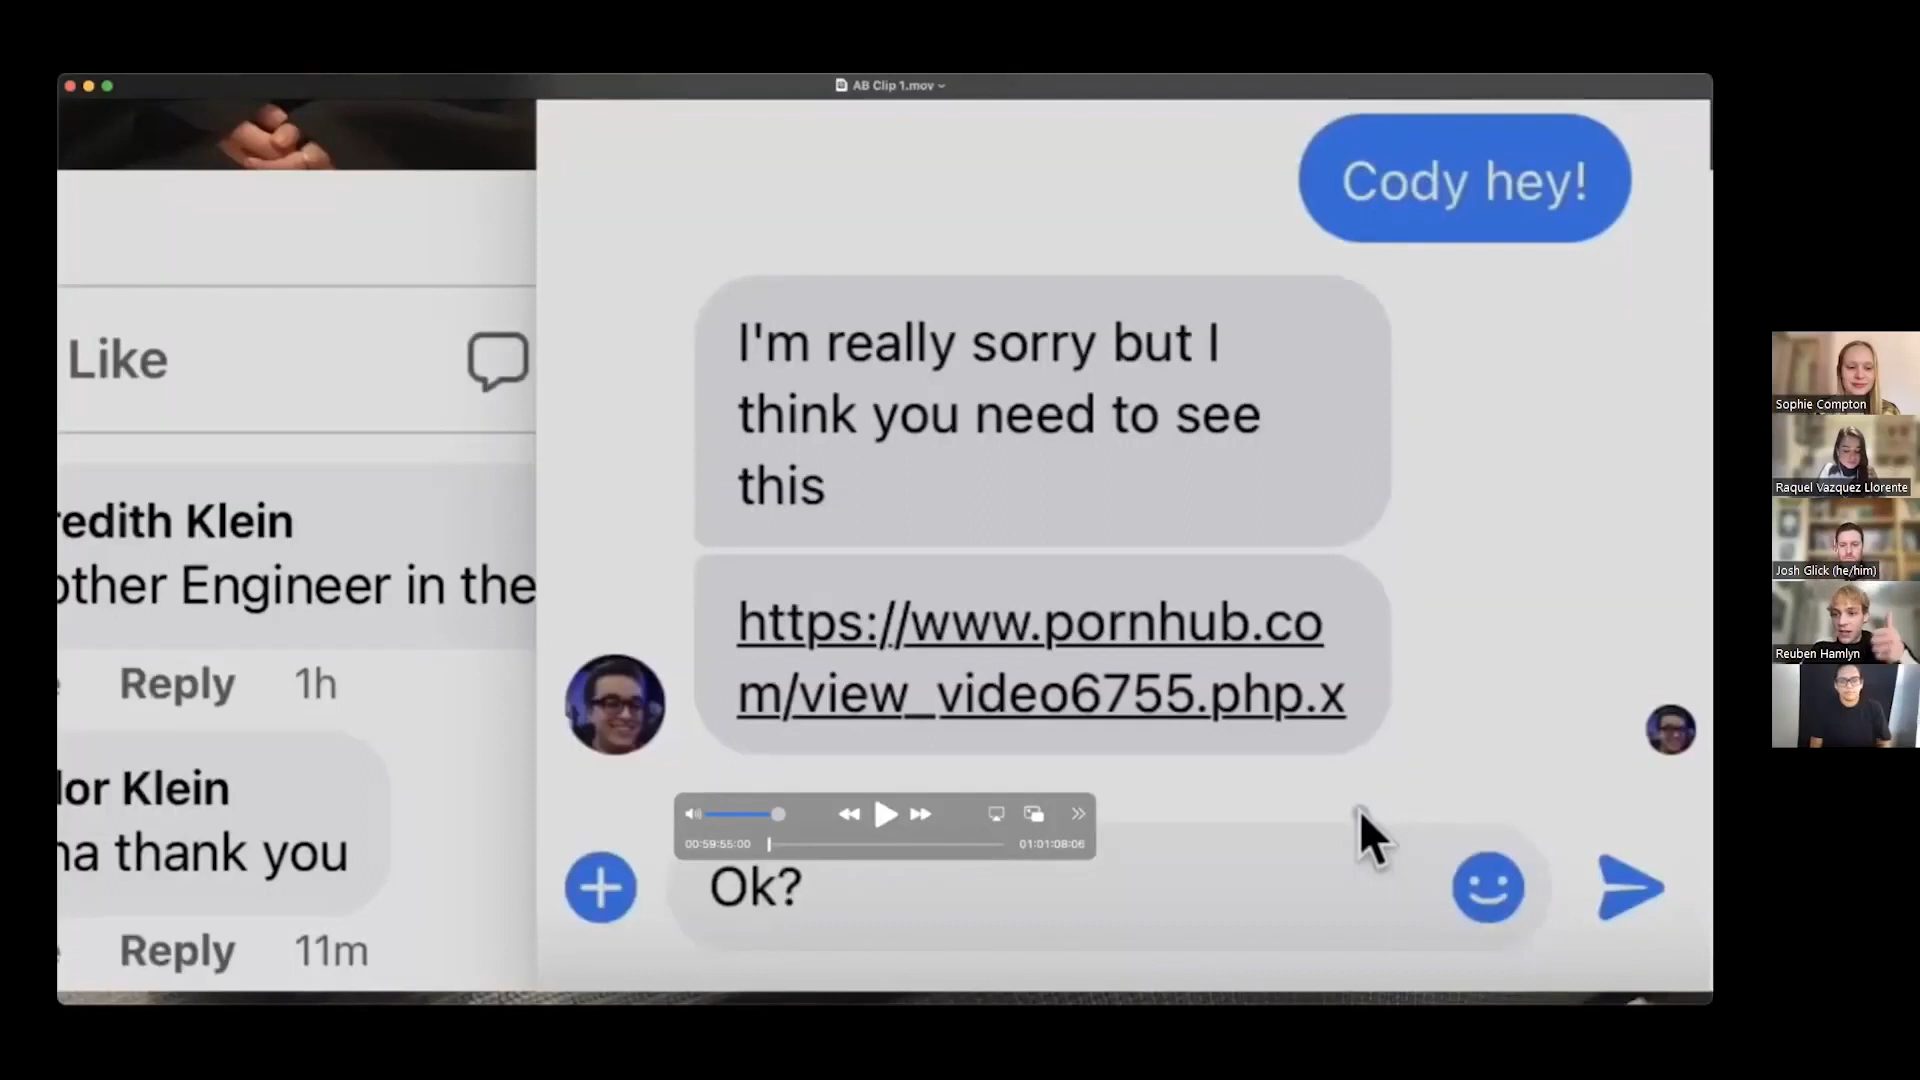 AB Clip 1.mov
Cody hey!
I'm really sorry but I
think you need to see
this
https://www.pornhub.co
m/view_video6755.php.x
Like
redith Klein
other Engineer in the
Reply 1h
lor Klein
na thank you
Reply 11m
00:59:55:00
01:01:08:06
Ok?
Sophie Compton
Raquel Vazquez Llorente
Josh Glick (he/him)
Reuben Hamlyn